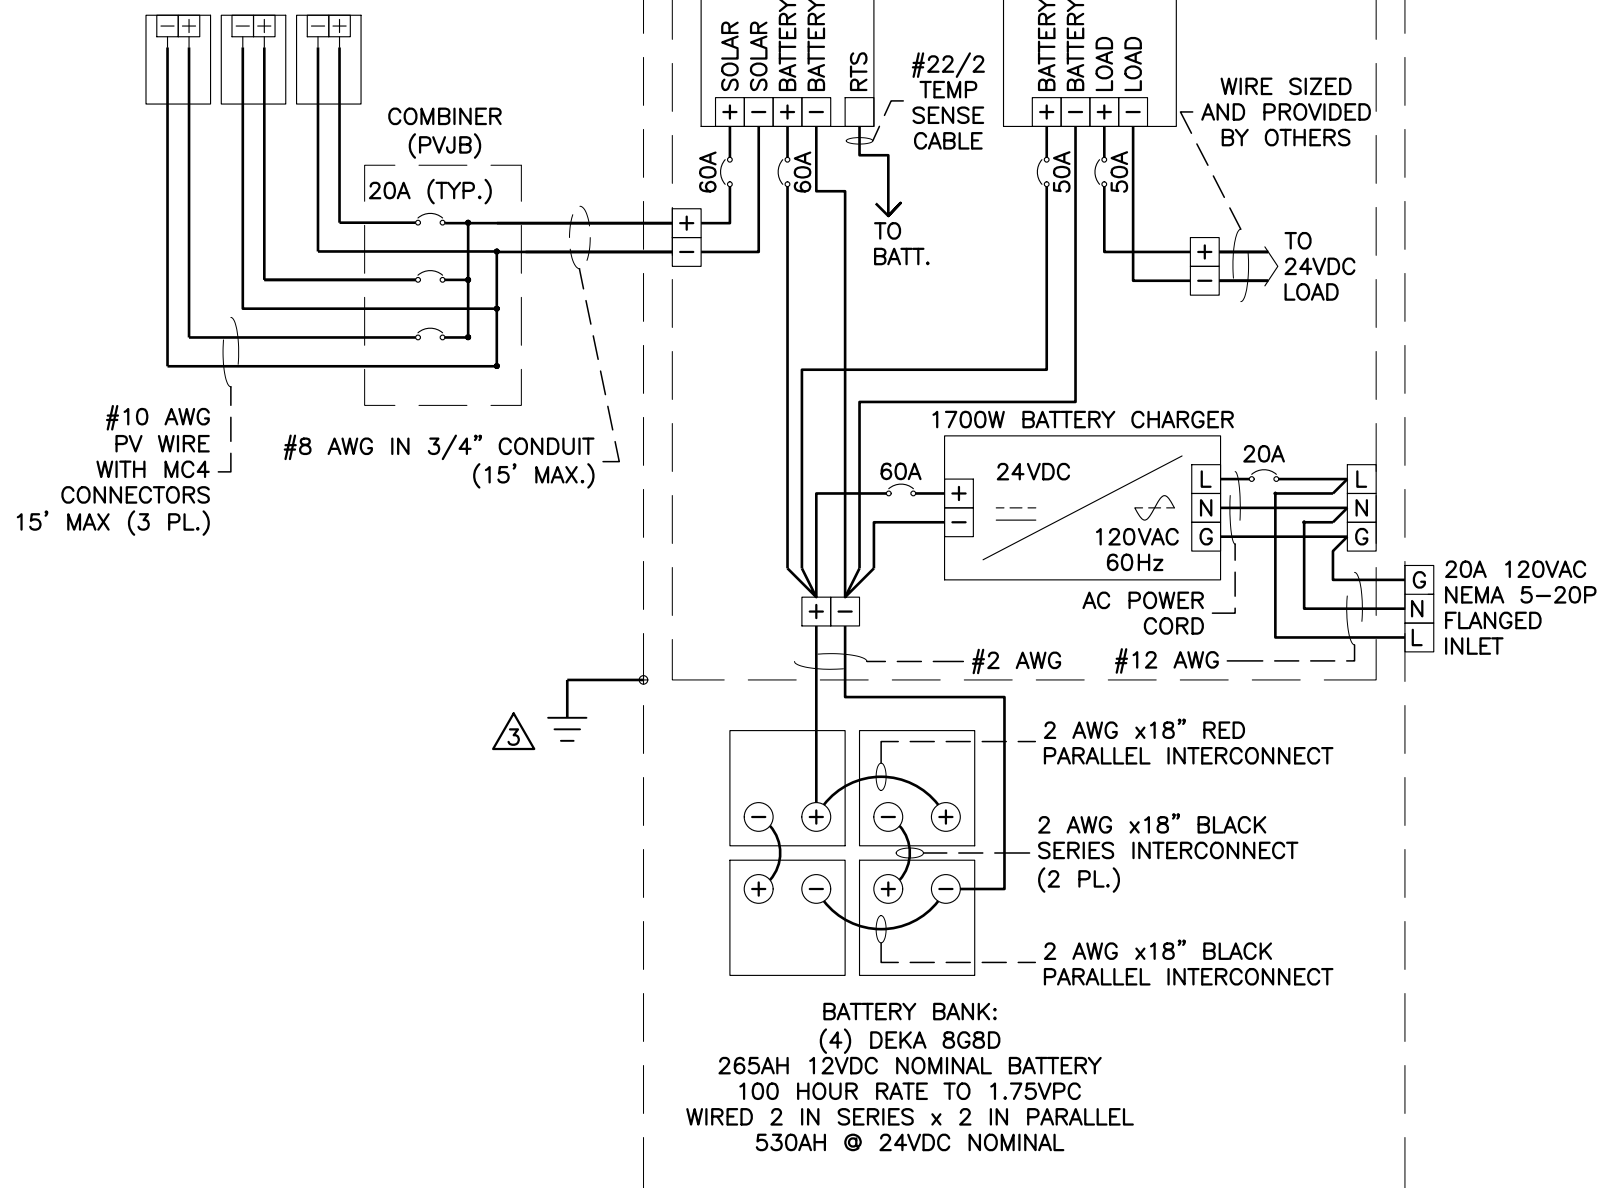 − + − + − +
COMBINER
(PVJB)
20A (TYP.)
#10 AWG
PV WIRE
WITH MC4
CONNECTORS
15' MAX (3 PL.)
#8 AWG IN 3/4” CONDUIT
(15' MAX.)
+
−
SOLAR
SOLAR
BATTERY
BATTERY
RTS
+ − + −
60A
60A
#22/2
TEMP
SENSE
CABLE
TO
BATT.
BATTERY
BATTERY
LOAD
LOAD
+ − + −
50A
50A
WIRE SIZED
AND PROVIDED
BY OTHERS
+
−
TO
24VDC
LOAD
1700W BATTERY CHARGER
60A
+
−
24VDC
120VAC
60Hz
L
N
G
20A
L
N
G
AC POWER
CORD
G
N
L
20A 120VAC
NEMA 5−20P
FLANGED
INLET
+ −
#2 AWG
#12 AWG
3
− + − +
+ − + −
2 AWG x18” RED
PARALLEL INTERCONNECT
2 AWG x18” BLACK
SERIES INTERCONNECT
(2 PL.)
2 AWG x18” BLACK
PARALLEL INTERCONNECT
BATTERY BANK:
(4) DEKA 8G8D
265AH 12VDC NOMINAL BATTERY
100 HOUR RATE TO 1.75VPC
WIRED 2 IN SERIES x 2 IN PARALLEL
530AH @ 24VDC NOMINAL